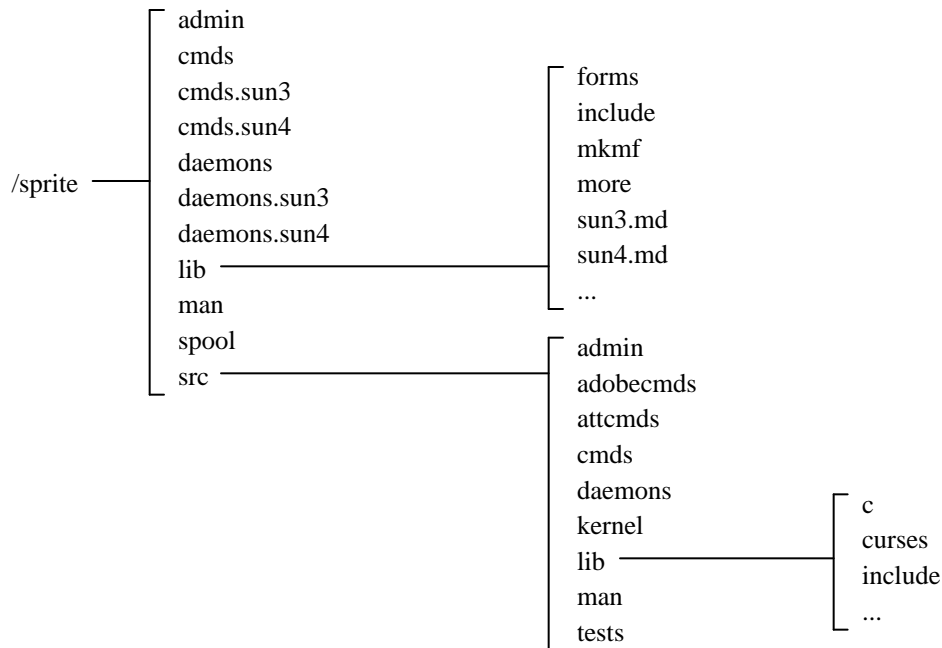 /sprite
admin
cmds
cmds.sun3
cmds.sun4
daemons
daemons.sun3
daemons.sun4
lib
man
spool
src
forms
include
mkmf
more
sun3.md
sun4.md
...
admin
adobecmds
attcmds
cmds
daemons
kernel
lib
man
tests
c
curses
include
...